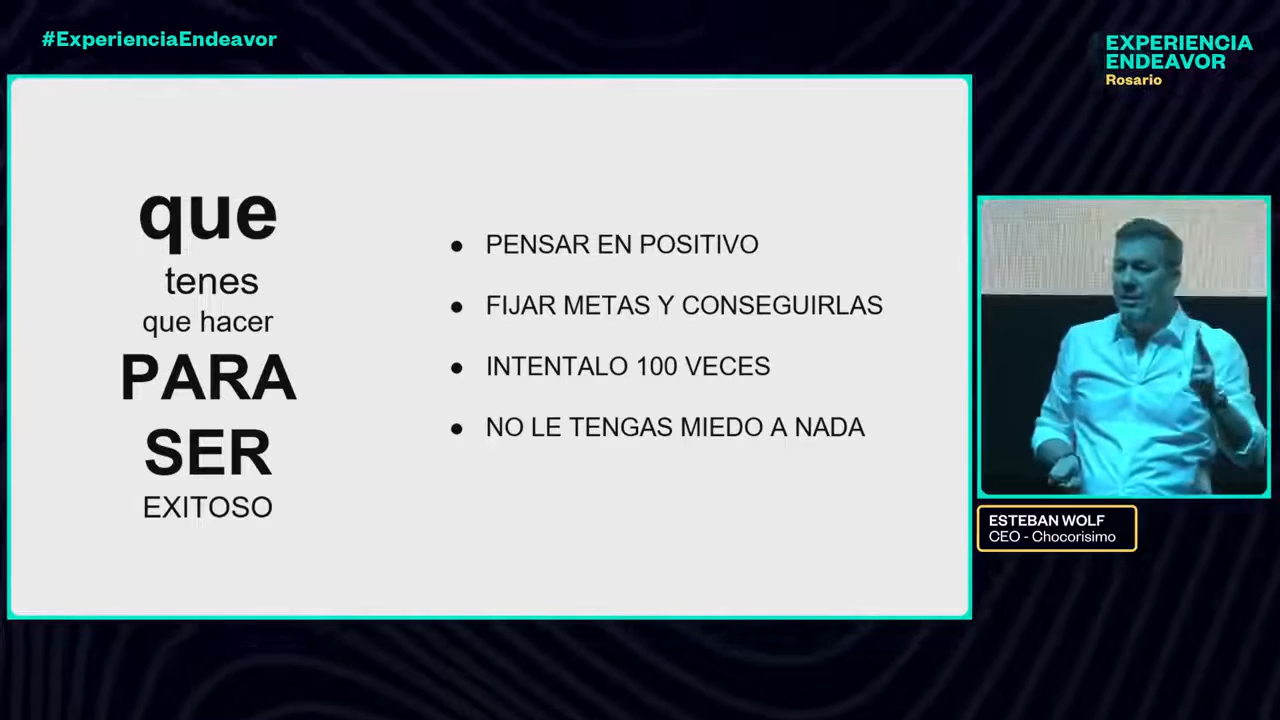 #ExperienciaEndeavor
EXPERIENCIA
ENDEAVOR
Rosario
que
tenes
que hacer
PARA
SER
EXITOSO
● PENSAR EN POSITIVO
● FIJAR METAS Y CONSEGUIRLAS
● INTENTALO 100 VECES
● NO LE TENGAS MIEDO A NADA
ESTEBAN WOLF
CEO - Chocorisimo